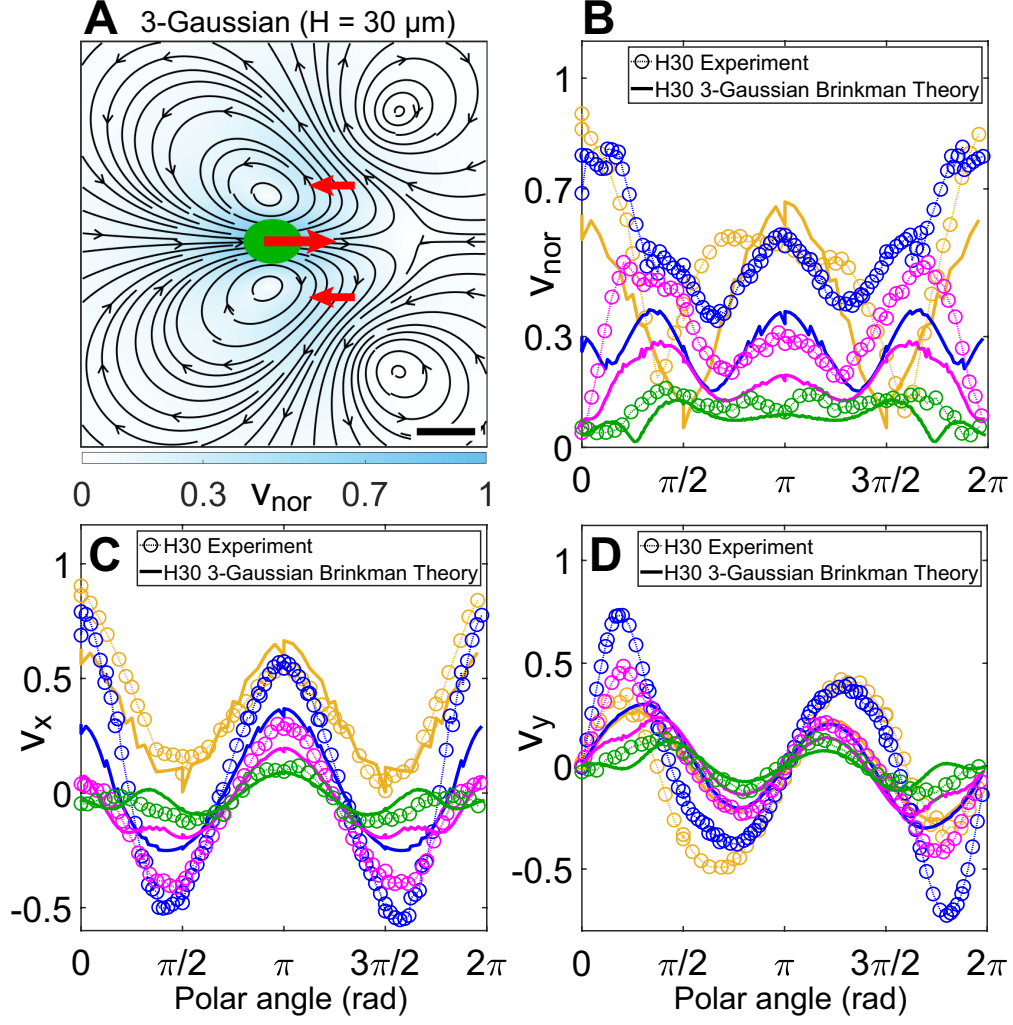 A 3-Gaussian (H = 30 μm)
0 0.3 v_nor 0.7 1
B
H30 Experiment
H30 3-Gaussian Brinkman Theory
1
0.7
0.3
0
v_nor
0 π/2 π 3π/2 2π
C
H30 Experiment
H30 3-Gaussian Brinkman Theory
1
0.5
0
-0.5
v_x
0 π/2 π 3π/2 2π
Polar angle (rad)
D
H30 Experiment
H30 3-Gaussian Brinkman Theory
1
0.5
0
-0.5
v_y
0 π/2 π 3π/2 2π
Polar angle (rad)